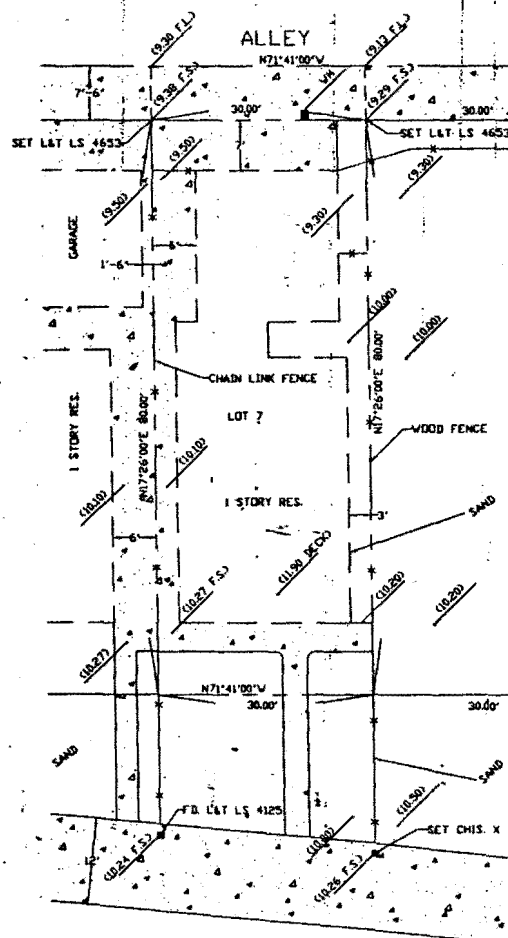 (9.30 F.L.)
ALLEY
(9.13 F.L.)
N71°41'00"W
7'-6"
(9.38 F.S.)
WM
(9.29 F.S.)
30.00'
30.00'
SET L&T LS 4653
SET L&T LS 4653
7'
(9.50)
(9.30)
(9.50)
(9.30)
GARAGE
6'
1'-6"
(10.00)
(10.00)
CHAIN LINK FENCE
N17°26'00"E 80.00'
LOT 7
WOOD FENCE
1 STORY RES.
N17°26'00"E 80.00'
(10.10)
(10.10)
1 STORY RES.
3'
SAND
6'
(11.90 DECK)
(10.27 F.S.)
(10.20)
(10.20)
(10.27)
N71°41'00"W
30.00'
30.00'
SAND
SAND
(10.50)
FD. L&T LS 4125
SET CHIS. X
(10.24 F.S.)
(10.26 F.S.)
12'